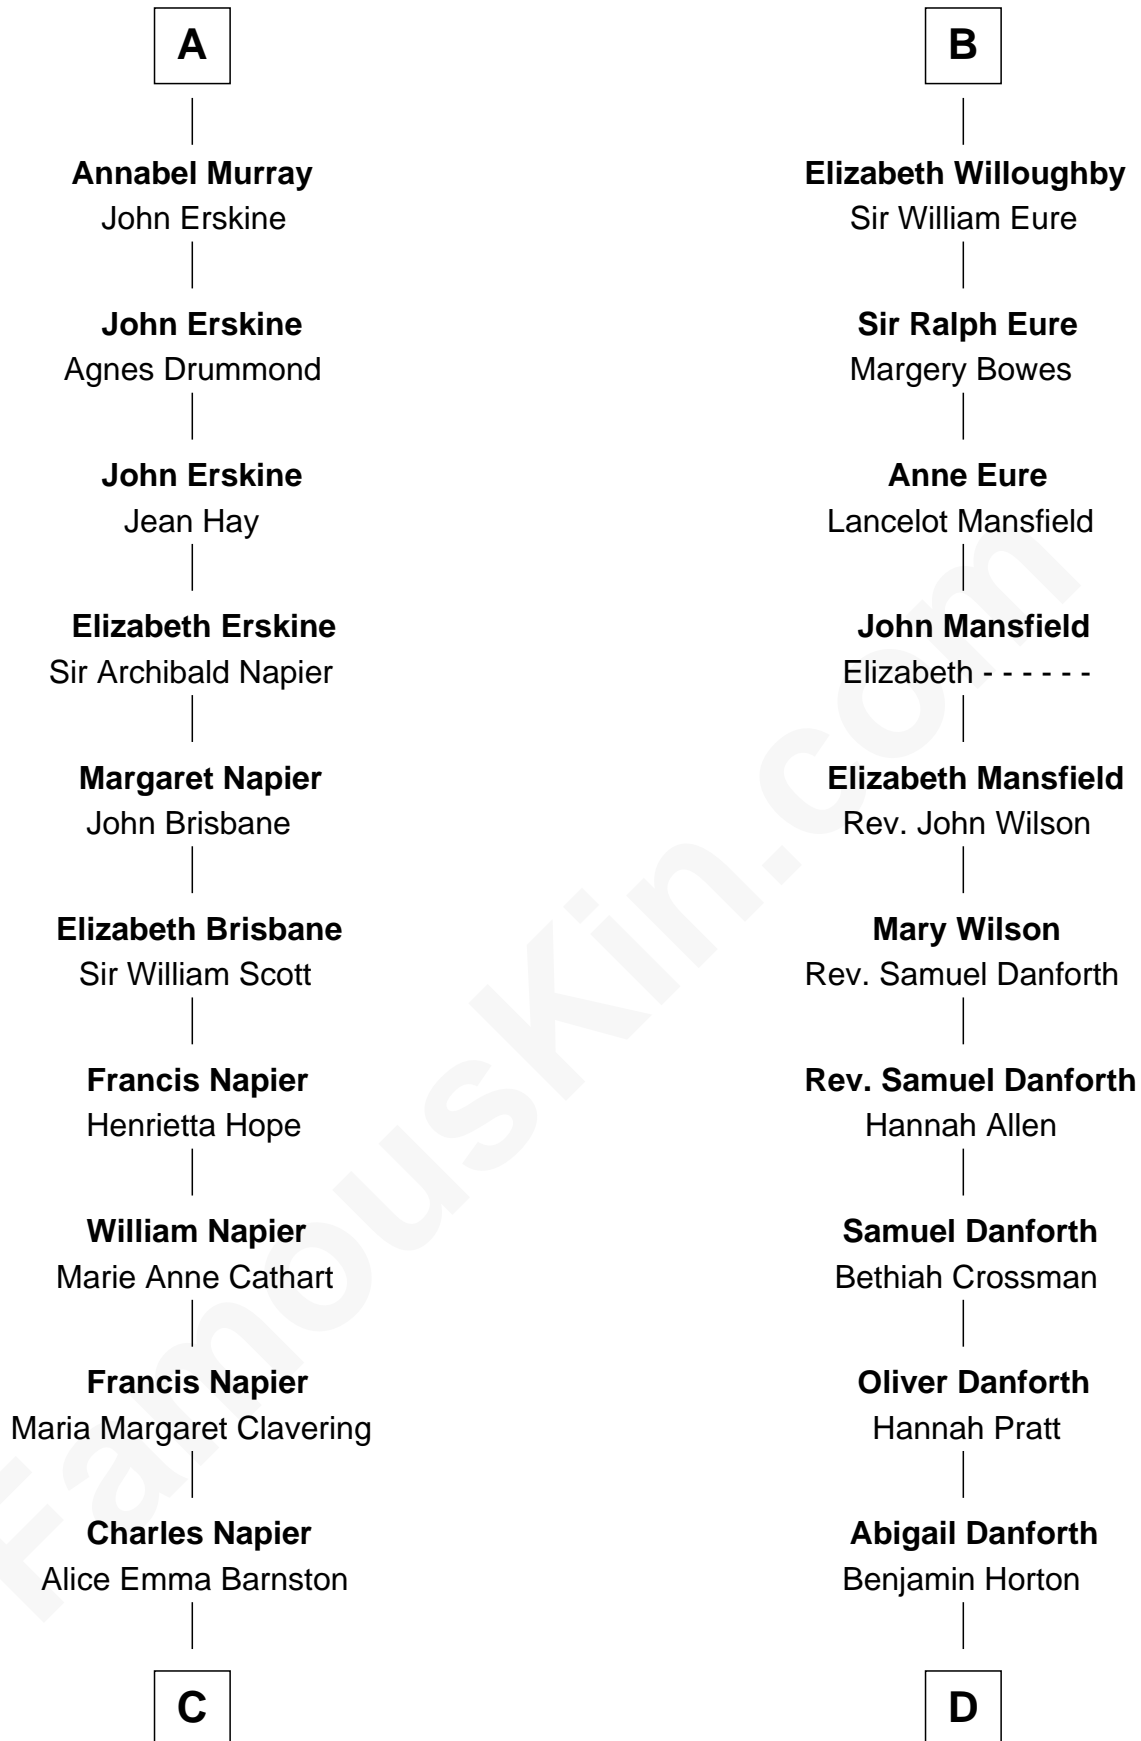 A
Annabel Murray
John Erskine
John Erskine
Agnes Drummond
John Erskine
Jean Hay
Elizabeth Erskine
Sir Archibald Napier
Margaret Napier
John Brisbane
Elizabeth Brisbane
Sir William Scott
Francis Napier
Henrietta Hope
William Napier
Marie Anne Cathart
Francis Napier
Maria Margaret Clavering
Charles Napier
Alice Emma Barnston
C
B
Elizabeth Willoughby
Sir William Eure
Sir Ralph Eure
Margery Bowes
Anne Eure
Lancelot Mansfield
John Mansfield
Elizabeth - - - - - -
Elizabeth Mansfield
Rev. John Wilson
Mary Wilson
Rev. Samuel Danforth
Rev. Samuel Danforth
Hannah Allen
Samuel Danforth
Bethiah Crossman
Oliver Danforth
Hannah Pratt
Abigail Danforth
Benjamin Horton
D
FamousKin.com